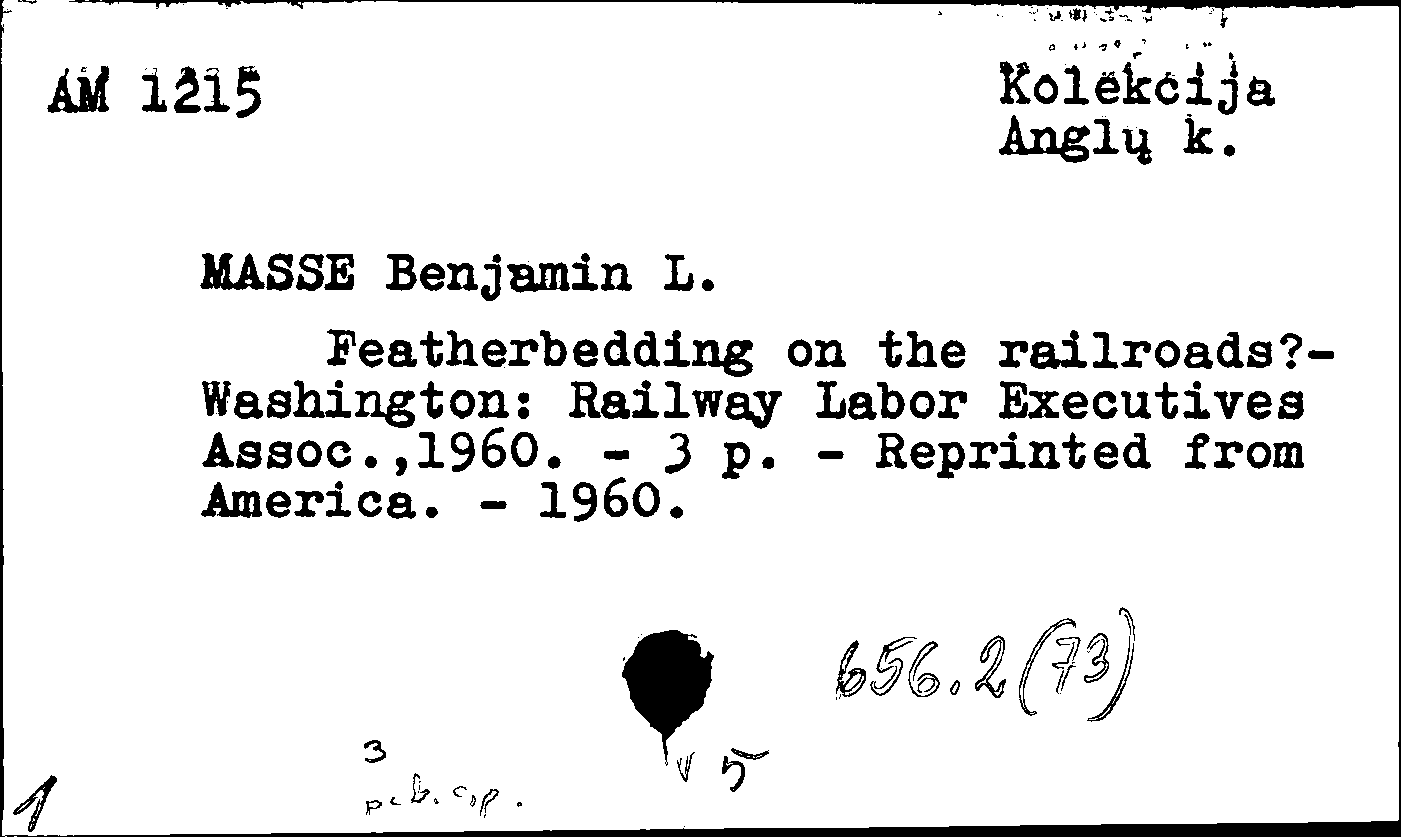 AM 1215
Kolekcija
Anglų k.
MASSE Benjamin L.
Featherbedding on the railroads?-
Washington: Railway Labor Executives
Assoc.,1960. - 3 p. - Reprinted from
America. - 1960.
656.2(73)
3
5
1